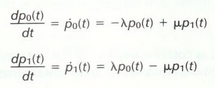 dp₀(t)/dt = ṗ₀(t) = −λp₀(t) + μp₁(t)
dp₁(t)/dt = ṗ₁(t) = λp₀(t) − μp₁(t)